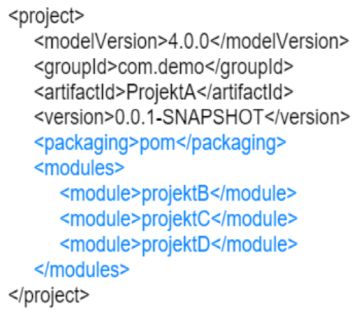 <project>
<modelVersion>4.0.0</modelVersion>
<groupId>com.demo</groupId>
<artifactId>ProjektA</artifactId>
<version>0.0.1-SNAPSHOT</version>
<packaging>pom</packaging>
<modules>
<module>projektB</module>
<module>projektC</module>
<module>projektD</module>
</modules>
</project>